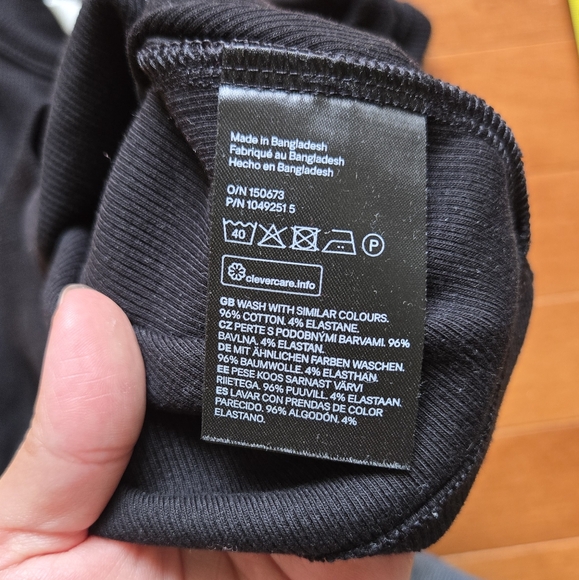 Made in Bangladesh
Fabriqué au Bangladesh
Hecho en Bangladesh
O/N 150673
P/N 1049251 5
40 P
clevercare.info
GB WASH WITH SIMILAR COLOURS.
96% COTTON. 4% ELASTANE.
CZ PERTE S PODOBNÝMI BARVAMI. 96%
BAVLNA. 4% ELASTAN.
DE MIT ÄHNLICHEN FARBEN WASCHEN.
96% BAUMWOLLE. 4% ELASTHAN.
EE PESE KOOS SARNAST VÄRVI
RIIETEGA. 96% PUUVILL. 4% ELASTAAN.
ES LAVAR CON PRENDAS DE COLOR
PARECIDO. 96% ALGODÓN. 4%
ELASTANO.